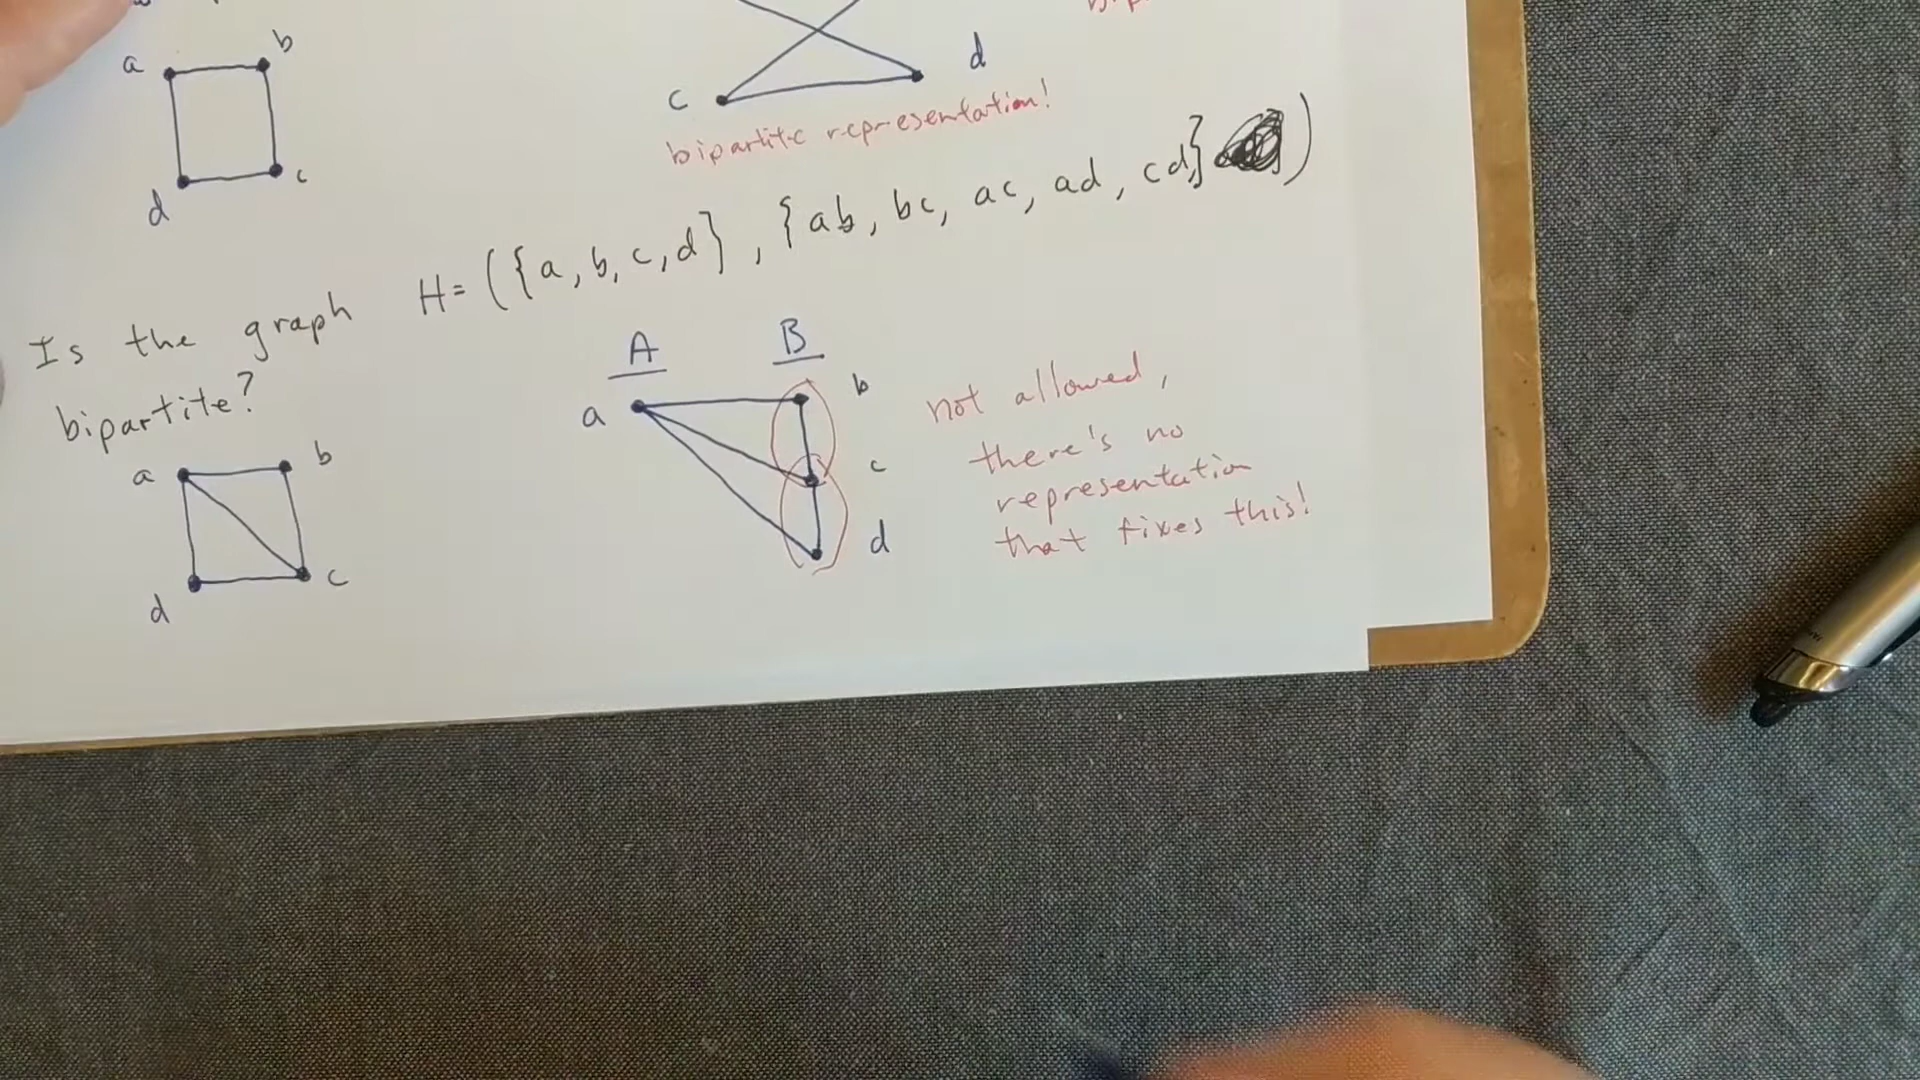 a b
d c
c d
bipartite representation!
Is the graph H = ({a, b, c, d}, {ab, bc, ac, ad, cd})
bipartite?
A B
a b
c
d
not allowed,
there's no
representation
that fixes this!
a b
d c